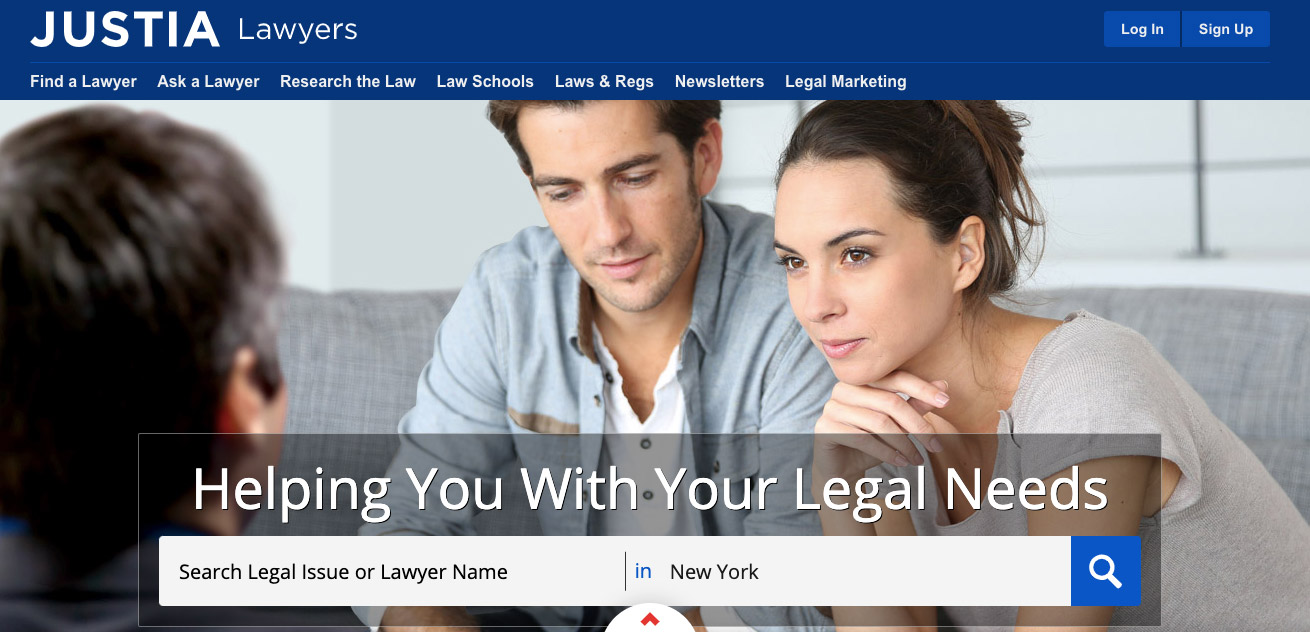 JUSTIA Lawyers
Log In Sign Up
Find a Lawyer Ask a Lawyer Research the Law Law Schools Laws & Regs Newsletters Legal Marketing
Helping You With Your Legal Needs
Search Legal Issue or Lawyer Name in New York